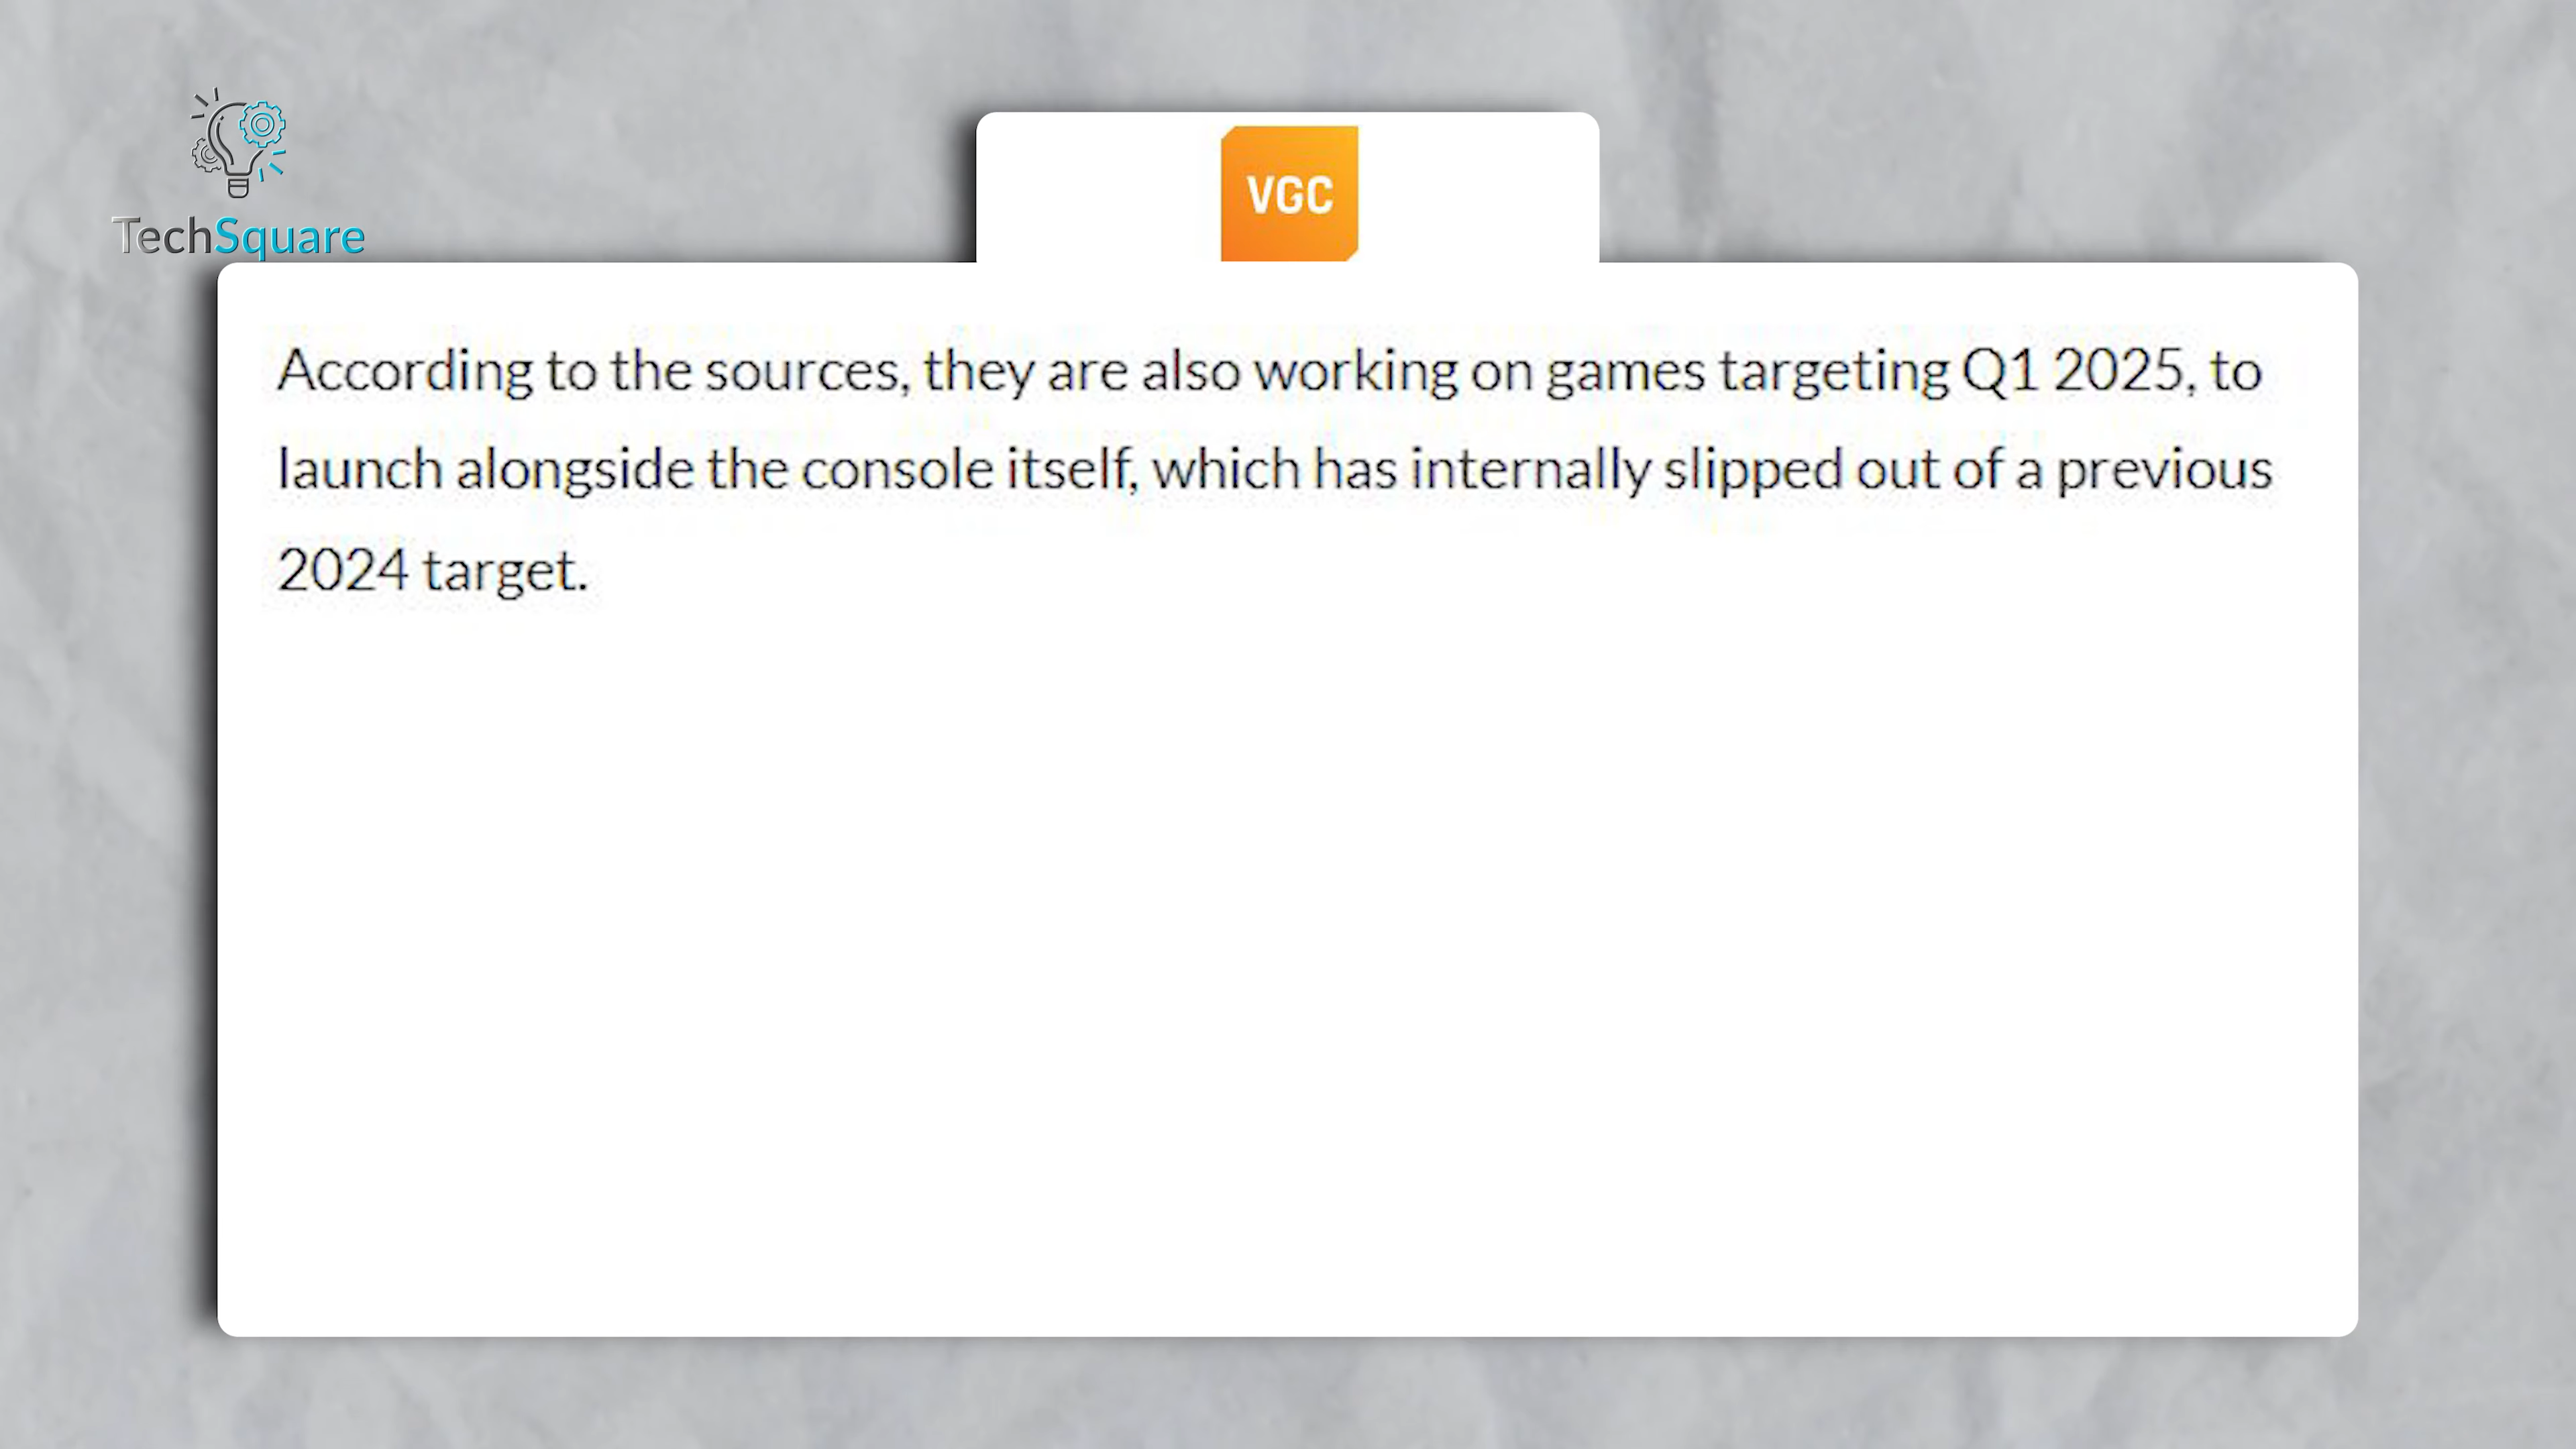 TechSquare
VGC
According to the sources, they are also working on games targeting Q1 2025, to
launch alongside the console itself, which has internally slipped out of a previous
2024 target.